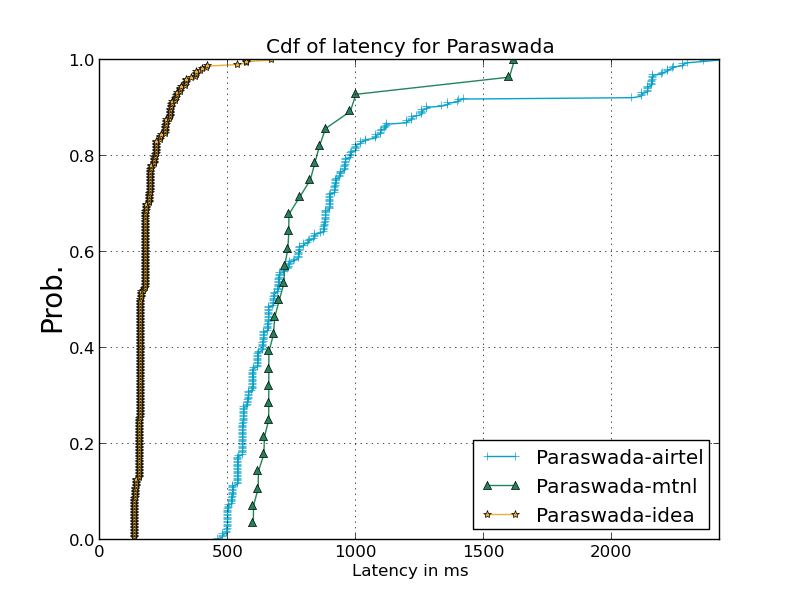 Cdf of latency for Paraswada
1.0
0.8
0.6
0.4
0.2
0.0
Prob.
Paraswada-airtel
Paraswada-mtnl
Paraswada-idea
0 500 1000 1500 2000
Latency in ms